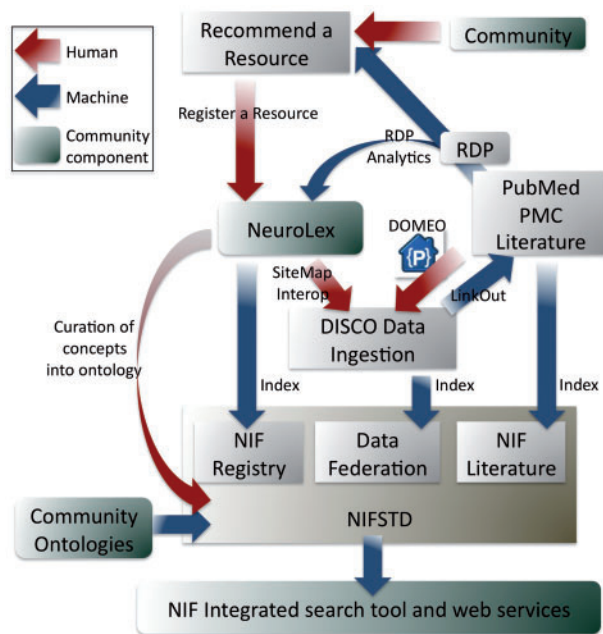 Human
Machine
Community
component
Recommend a
Resource
Community
Register a Resource
RDP
Analytics
RDP
PubMed
PMC
Literature
NeuroLex
DOMEO
{P}
SiteMap
Interop
LinkOut
DISCO Data
Ingestion
Curation of
concepts
into ontology
Index
Index
Index
NIF
Registry
Data
Federation
NIF
Literature
Community
Ontologies
NIFSTD
NIF Integrated search tool and web services